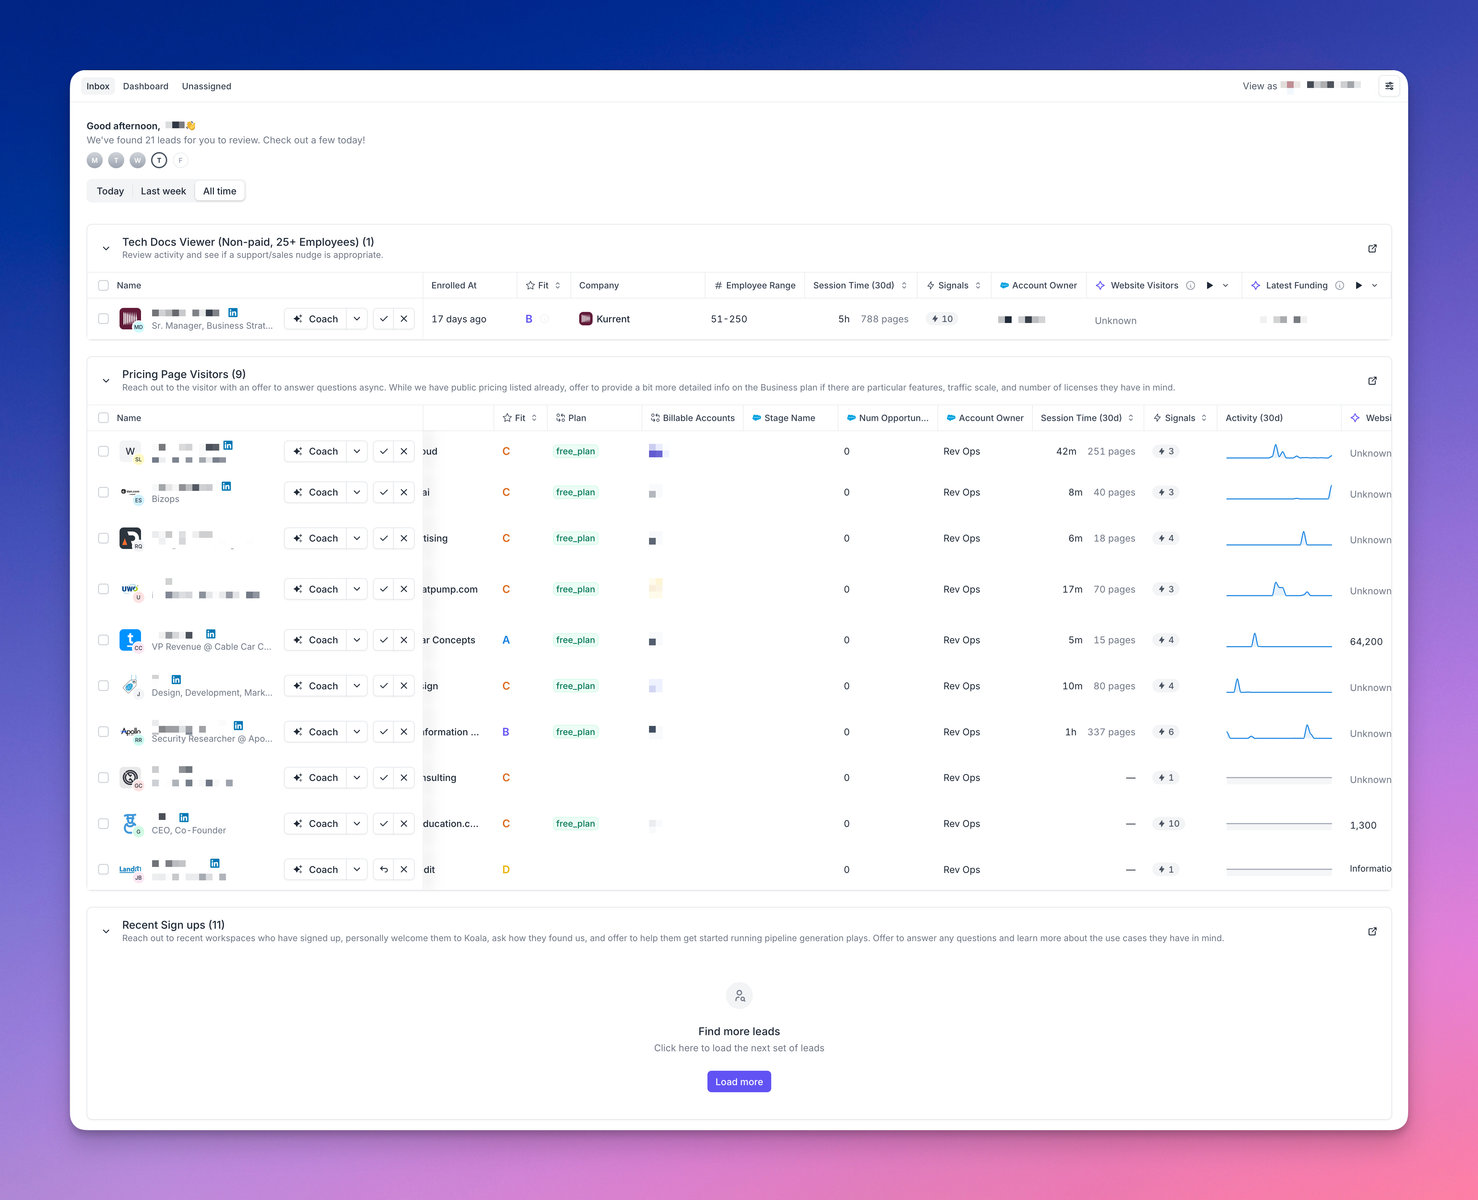 Inbox Dashboard Unassigned View as
Good afternoon, 👋
We've found 21 leads for you to review. Check out a few today!
M T W T F
Today Last week All time
Tech Docs Viewer (Non-paid, 25+ Employees) (1)
Review activity and see if a support/sales nudge is appropriate.
Name Enrolled At Fit Company # Employee Range Session Time (30d) Signals Account Owner Website Visitors Latest Funding
MD Sr. Manager, Business Strat... Coach 17 days ago B Kurrent 51-250 5h 788 pages 10 Unknown
Pricing Page Visitors (9)
Reach out to the visitor with an offer to answer questions async. While we have public pricing listed already, offer to provide a bit more detailed info on the Business plan if there are particular features, traffic scale, and number of licenses they have in mind.
Name Fit Plan Billable Accounts Stage Name Num Opportun... Account Owner Session Time (30d) Signals Activity (30d) Websi
W SL Coach oud C free_plan 0 Rev Ops 42m 251 pages 3 Unknown
ES Bizops Coach ai C free_plan 0 Rev Ops 8m 40 pages 3 Unknown
RQ Coach tising C free_plan 0 Rev Ops 6m 18 pages 4 Unknown
UWO U Coach atpump.com C free_plan 0 Rev Ops 17m 70 pages 3 Unknown
t CC VP Revenue @ Cable Car C... Coach ar Concepts A free_plan 0 Rev Ops 5m 15 pages 4 64,200
J Design, Development, Mark... Coach sign C free_plan 0 Rev Ops 10m 80 pages 4 Unknown
Apollo RR Security Researcher @ Apo... Coach nformation ... B free_plan 0 Rev Ops 1h 337 pages 6 Unknown
GC Coach nsulting C 0 Rev Ops — 1 Unknown
G CEO, Co-Founder Coach ducation.c... C free_plan 0 Rev Ops — 10 1,300
JB Coach dit D 0 Rev Ops — 1 Informatio
Recent Sign ups (11)
Reach out to recent workspaces who have signed up, personally welcome them to Koala, ask how they found us, and offer to help them get started running pipeline generation plays. Offer to answer any questions and learn more about the use cases they have in mind.
Find more leads
Click here to load the next set of leads
Load more